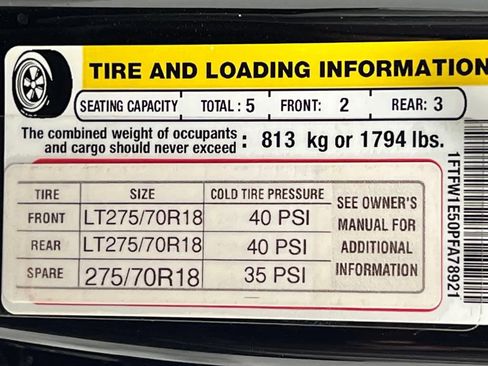 TIRE AND LOADING INFORMATION
SEATING CAPACITY TOTAL : 5 FRONT: 2 REAR: 3
The combined weight of occupants
and cargo should never exceed : 813 kg or 1794 lbs.
TIRE SIZE COLD TIRE PRESSURE
FRONT LT275/70R18 40 PSI
REAR LT275/70R18 40 PSI
SPARE 275/70R18 35 PSI
SEE OWNER'S
MANUAL FOR
ADDITIONAL
INFORMATION
1FTFW1E50PFA78921